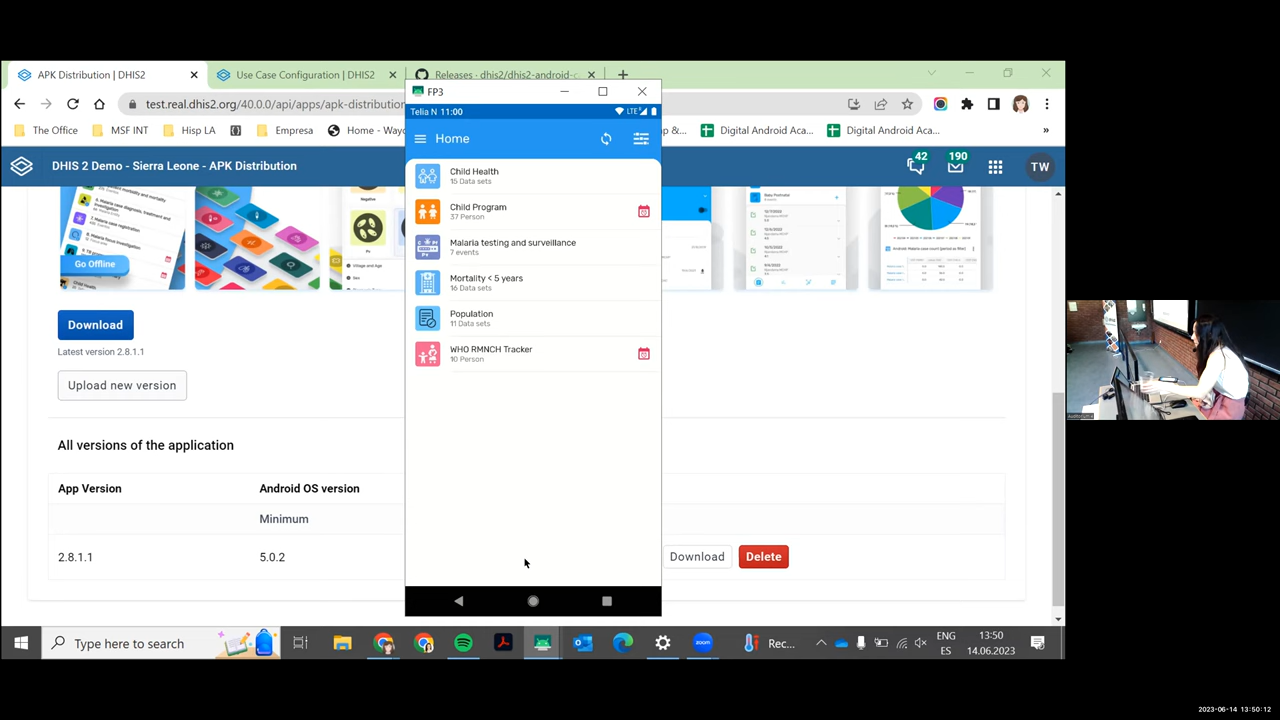 APK Distribution | DHIS2
Use Case Configuration | DHIS2
Releases · dhis2/dhis2-android-c
test.real.dhis2.org/40.0.0/api/apps/apk-distribution
The Office
MSF INT
Hisp LA
Empresa
Home - Wayc
&...
Digital Android Aca...
Digital Android Aca...
»
DHIS 2 Demo - Sierra Leone - APK Distribution
42
190
TW
FP3
Telia N 11:00
LTE
Home
Child Health
15 Data sets
Child Program
37 Person
Malaria testing and surveillance
7 events
Mortality < 5 years
16 Data sets
Population
11 Data sets
WHO RMNCH Tracker
10 Person
Go Offline
Download
Latest version 2.8.1.1
Upload new version
All versions of the application
App Version
Android OS version
Minimum
2.8.1.1
5.0.2
Download
Delete
Type here to search
zoom
Rec...
ENG
ES
13:50
14.06.2023
2023-06-14 13:50:12